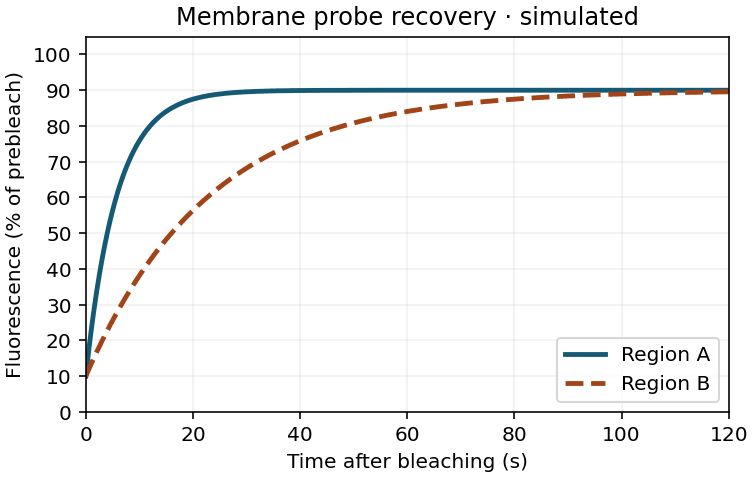 Membrane probe recovery · simulated
Fluorescence (% of prebleach)
100
90
80
70
60
50
40
30
20
10
0
0 20 40 60 80 100 120
Time after bleaching (s)
Region A
Region B